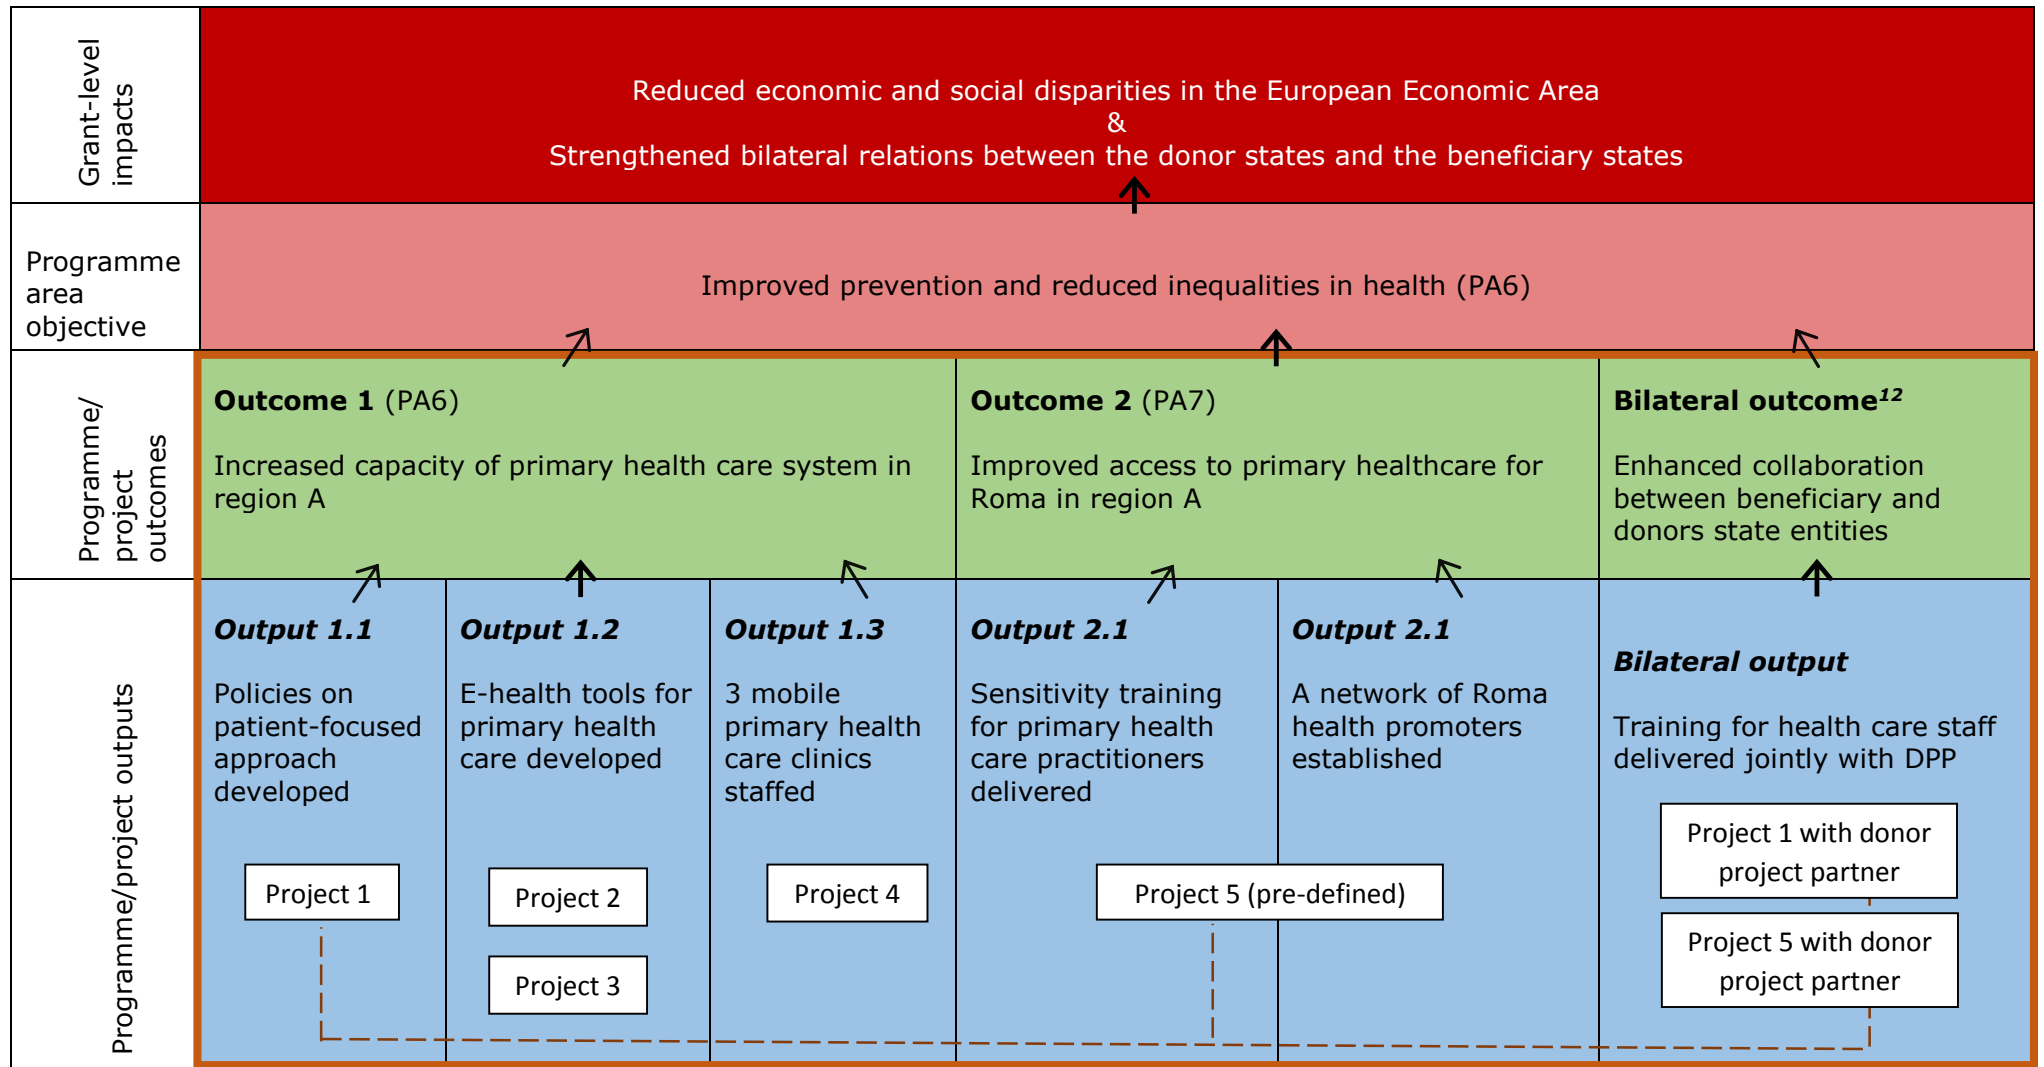 Grant-level
impacts
Reduced economic and social disparities in the European Economic Area
&
Strengthened bilateral relations between the donor states and the beneficiary states
Programme
area
objective
Improved prevention and reduced inequalities in health (PA6)
Programme/
project
outcomes
Outcome 1 (PA6)
Increased capacity of primary health care system in
region A
Outcome 2 (PA7)
Improved access to primary healthcare for
Roma in region A
Bilateral outcome¹²
Enhanced collaboration
between beneficiary and
donors state entities
Programme/project outputs
Output 1.1
Policies on
patient-focused
approach
developed
Project 1
Output 1.2
E-health tools for
primary health
care developed
Project 2
Project 3
Output 1.3
3 mobile
primary health
care clinics
staffed
Project 4
Output 2.1
Sensitivity training
for primary health
care practitioners
delivered
Output 2.1
A network of Roma
health promoters
established
Project 5 (pre-defined)
Bilateral output
Training for health care staff
delivered jointly with DPP
Project 1 with donor
project partner
Project 5 with donor
project partner